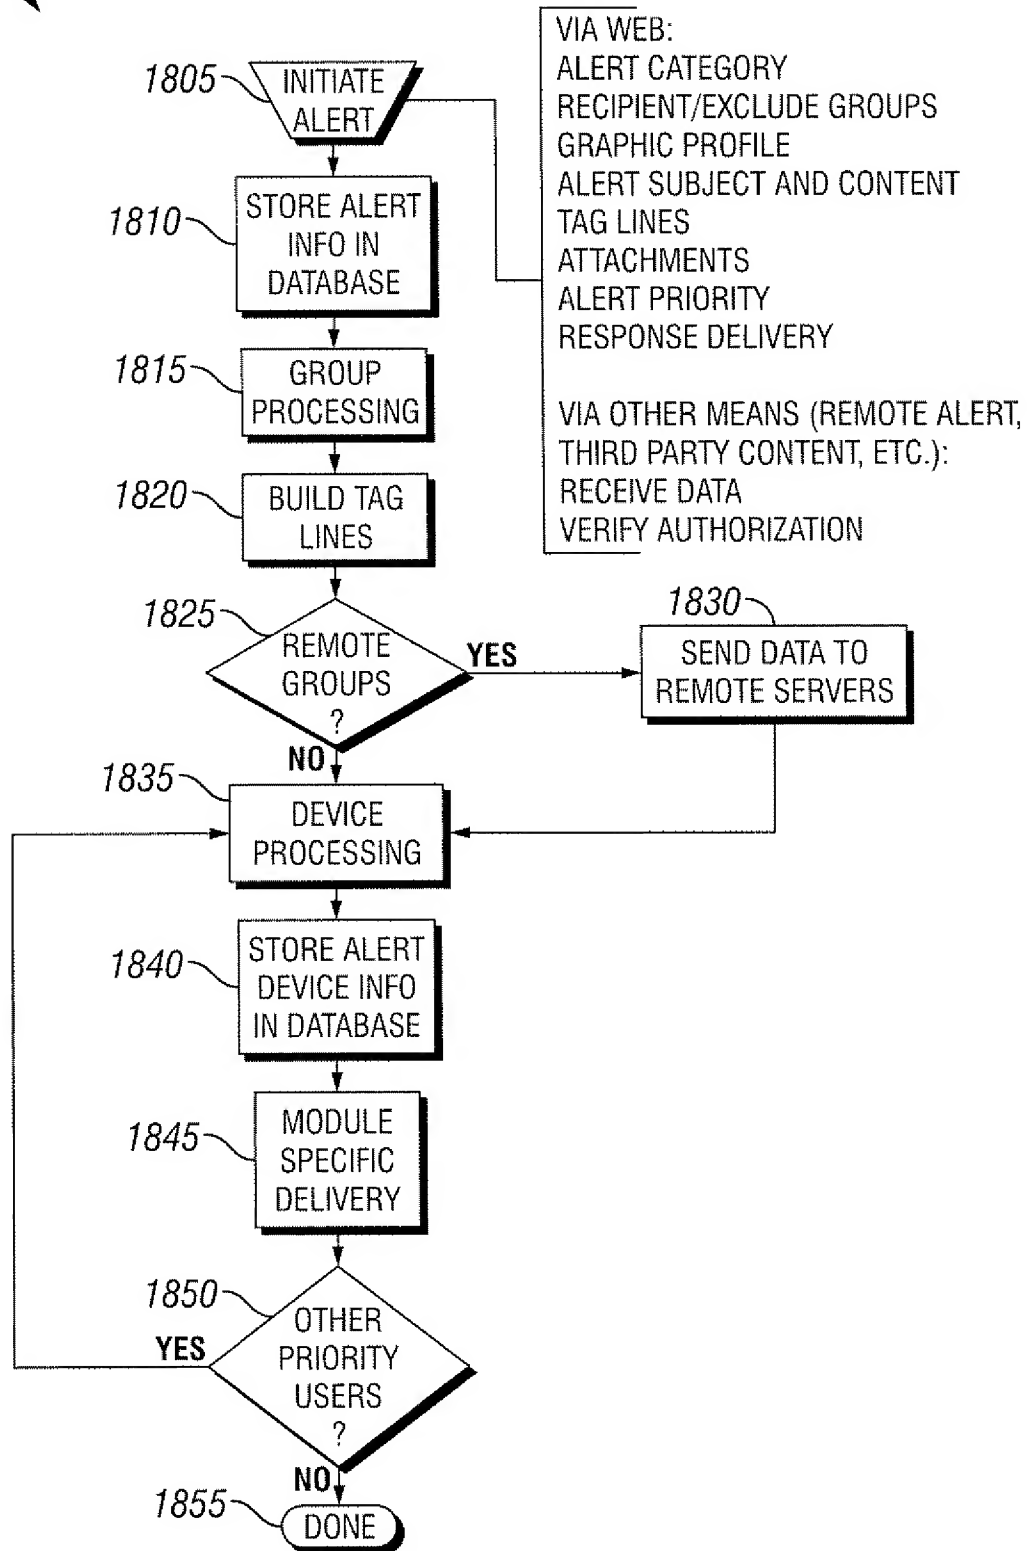 1805
INITIATE
ALERT
VIA WEB:
ALERT CATEGORY
RECIPIENT/EXCLUDE GROUPS
GRAPHIC PROFILE
ALERT SUBJECT AND CONTENT
TAG LINES
ATTACHMENTS
ALERT PRIORITY
RESPONSE DELIVERY
VIA OTHER MEANS (REMOTE ALERT,
THIRD PARTY CONTENT, ETC.):
RECEIVE DATA
VERIFY AUTHORIZATION
1810
STORE ALERT
INFO IN
DATABASE
1815
GROUP
PROCESSING
1820
BUILD TAG
LINES
1825
REMOTE
GROUPS
?
YES
1830
SEND DATA TO
REMOTE SERVERS
NO
1835
DEVICE
PROCESSING
1840
STORE ALERT
DEVICE INFO
IN DATABASE
1845
MODULE
SPECIFIC
DELIVERY
1850
OTHER
PRIORITY
USERS
?
YES
NO
1855
DONE